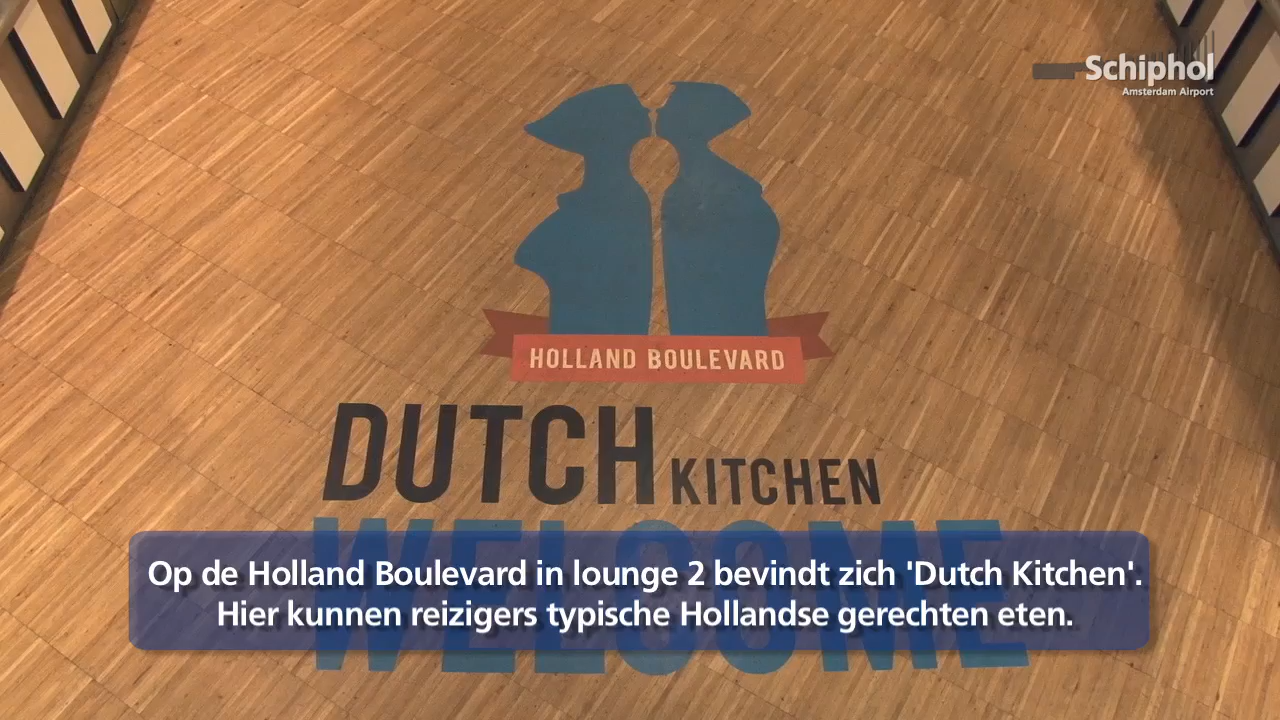 Schiphol
Amsterdam Airport
HOLLAND BOULEVARD
DUTCH KITCHEN
WELCOME
Op de Holland Boulevard in lounge 2 bevindt zich 'Dutch Kitchen'.
Hier kunnen reizigers typische Hollandse gerechten eten.